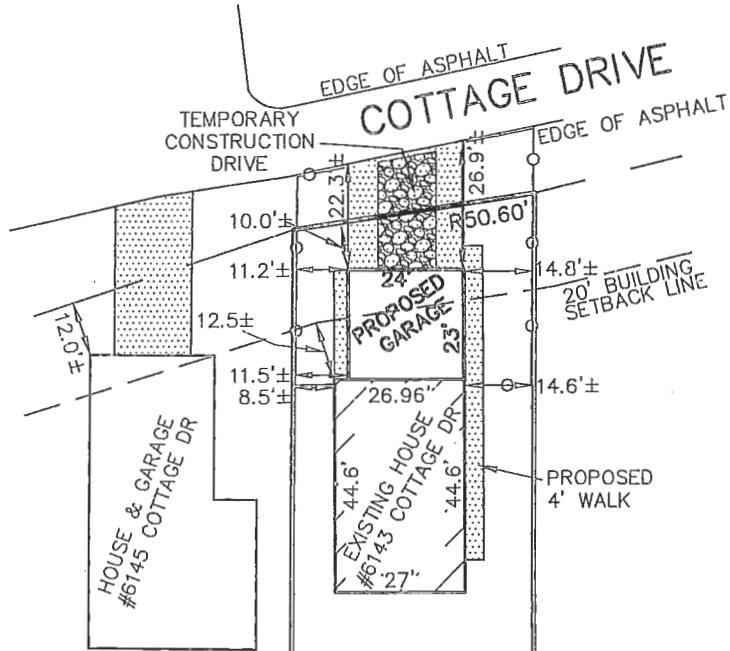 EDGE OF ASPHALT
COTTAGE DRIVE
EDGE OF ASPHALT
TEMPORARY
CONSTRUCTION
DRIVE
22.3'±
26.9'±
10.0'±
R50.60'
11.2'±
24'
14.8'±
20' BUILDING
SETBACK LINE
12.0'±
12.5±
PROPOSED
GARAGE
23'
11.5'±
8.5'±
26.96"
14.6'±
HOUSE & GARAGE
#6145 COTTAGE DR
44.6'
EXISTING HOUSE
#6143 COTTAGE DR
44.6'
PROPOSED
4' WALK
27"